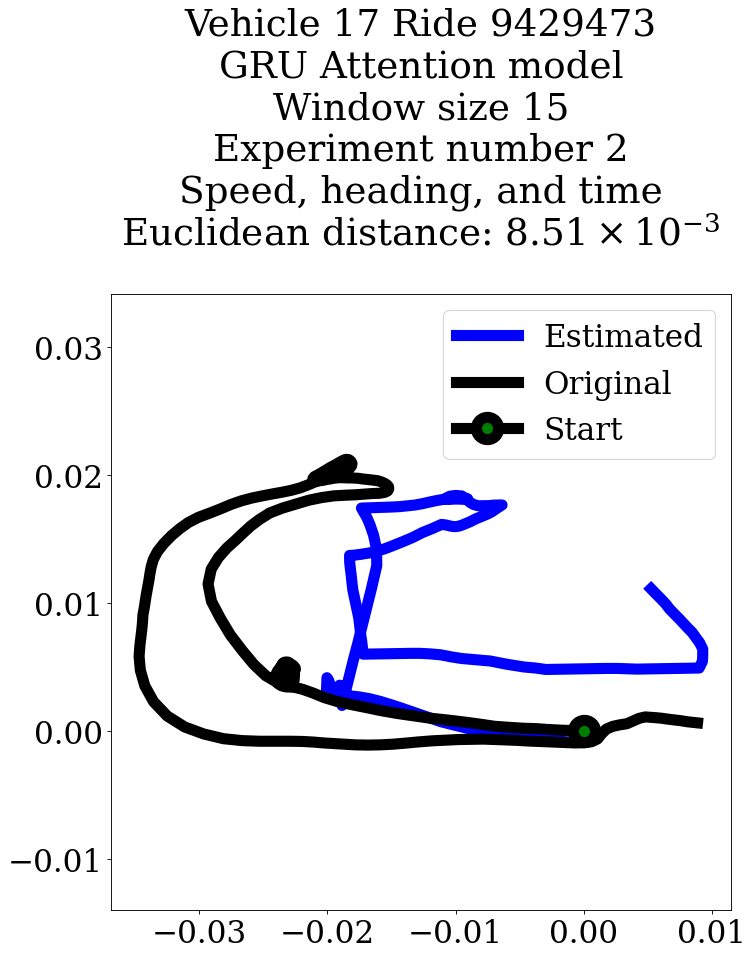 Vehicle 17 Ride 9429473
GRU Attention model
Window size 15
Experiment number 2
Speed, heading, and time
Euclidean distance: 8.51 × 10⁻³
Estimated
Original
Start
0.03
0.02
0.01
0.00
−0.01
−0.03
−0.02
−0.01
0.00
0.01